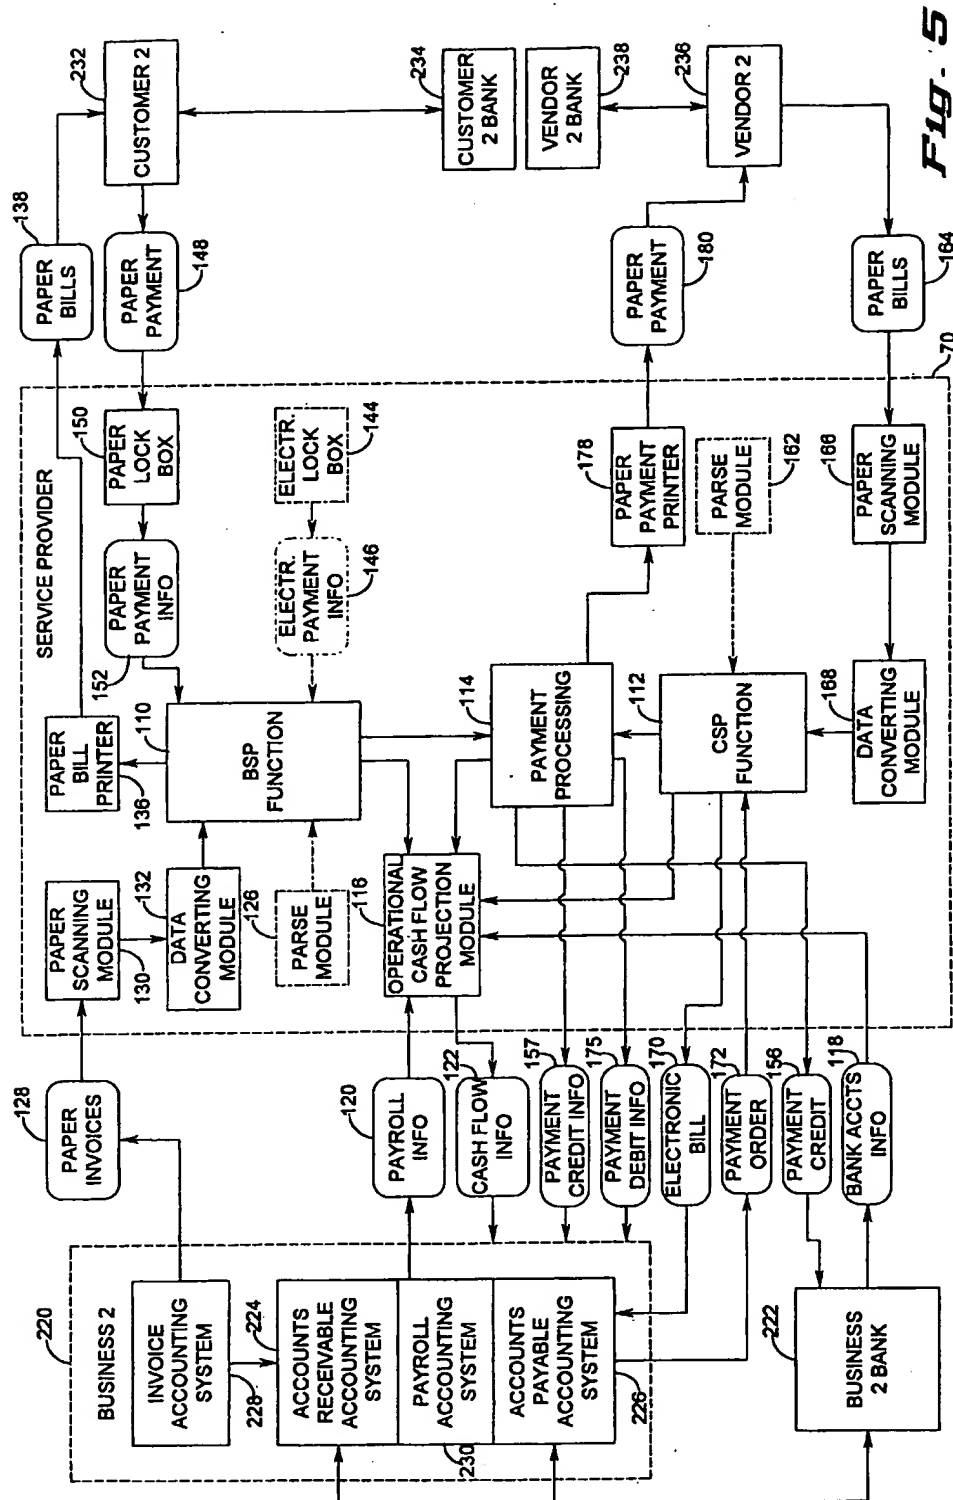 Fig. 5
220
BUSINESS 2
INVOICE
ACCOUNTING
SYSTEM
228
224
ACCOUNTS
RECEIVABLE
ACCOUNTING
SYSTEM
PAYROLL
ACCOUNTING
SYSTEM
230
ACCOUNTS
PAYABLE
ACCOUNTING
SYSTEM
226
222
BUSINESS
2 BANK
128
PAPER
INVOICES
120
PAYROLL
INFO
122
CASH FLOW
INFO
157
PAYMENT
CREDIT INFO
175
PAYMENT
DEBIT INFO
170
ELECTRONIC
BILL
172
PAYMENT
ORDER
156
PAYMENT
CREDIT
118
BANK ACCTS
INFO
SERVICE PROVIDER
PAPER
SCANNING
MODULE
130
132
DATA
CONVERTING
MODULE
126
PARSE MODULE
116
OPERATIONAL
CASH FLOW
PROJECTION
MODULE
PAPER
BILL
PRINTER
136
110
BSP
FUNCTION
114
PAYMENT
PROCESSING
112
CSP
FUNCTION
168
DATA
CONVERTING
MODULE
152
PAPER
PAYMENT
INFO
150
PAPER
LOCK
BOX
ELECTR.
PAYMENT
INFO
146
ELECTR.
LOCK
BOX
144
178
PAPER
PAYMENT
PRINTER
PARSE
MODULE
162
166
PAPER
SCANNING
MODULE
70
138
PAPER
BILLS
PAPER
PAYMENT
148
PAPER
PAYMENT
180
PAPER
BILLS
164
232
CUSTOMER 2
234
CUSTOMER
2 BANK
VENDOR
2 BANK
238
236
VENDOR 2